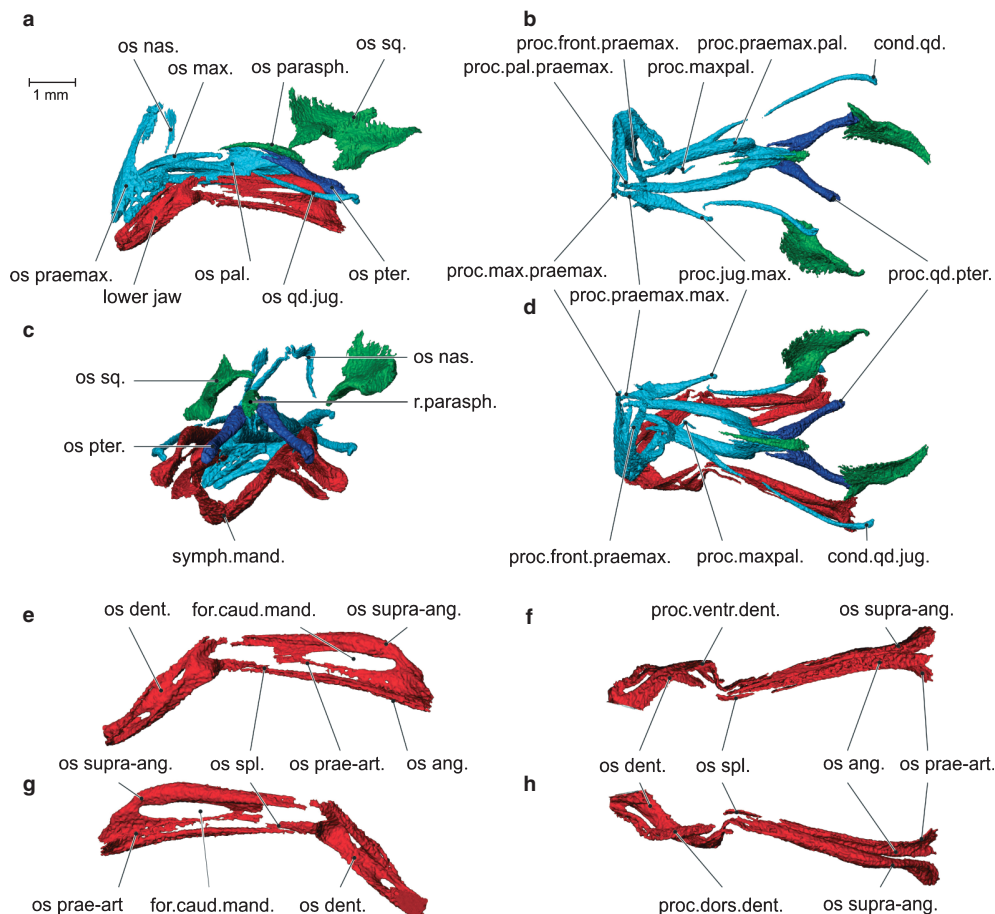 a
os nas.
os max.
os parasph.
os sq.
1 mm
os praemax.
lower jaw
os pal.
os qd.jug.
os pter.
b
proc.front.praemax.
proc.praemax.pal.
cond.qd.
proc.pal.praemax.
proc.maxpal.
proc.max.praemax.
proc.jug.max.
proc.qd.pter.
proc.praemax.max.
c
os sq.
os nas.
r.parasph.
os pter.
symph.mand.
d
proc.front.praemax.
proc.maxpal.
cond.qd.jug.
e
os dent.
for.caud.mand.
os supra-ang.
f
proc.ventr.dent.
os supra-ang.
os supra-ang.
os spl.
os prae-art.
os ang.
os dent.
os spl.
os ang.
os prae-art.
g
os prae-art
for.caud.mand.
os dent.
h
proc.dors.dent.
os supra-ang.